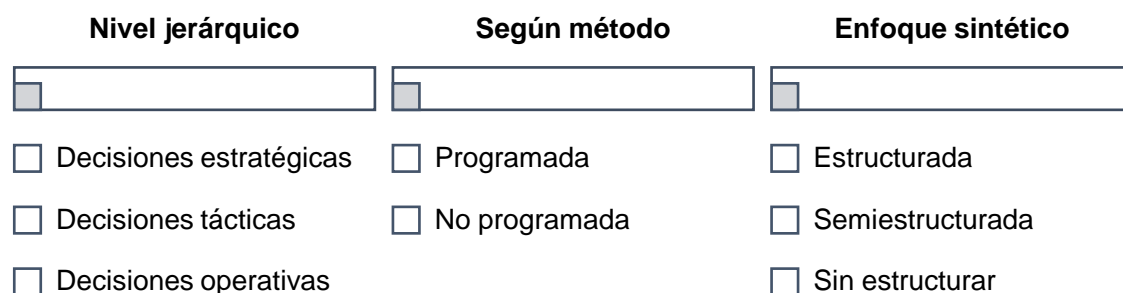 Nivel jerárquico
Decisiones estratégicas
Decisiones tácticas
Decisiones operativas
Según método
Programada
No programada
Enfoque sintético
Estructurada
Semiestructurada
Sin estructurar